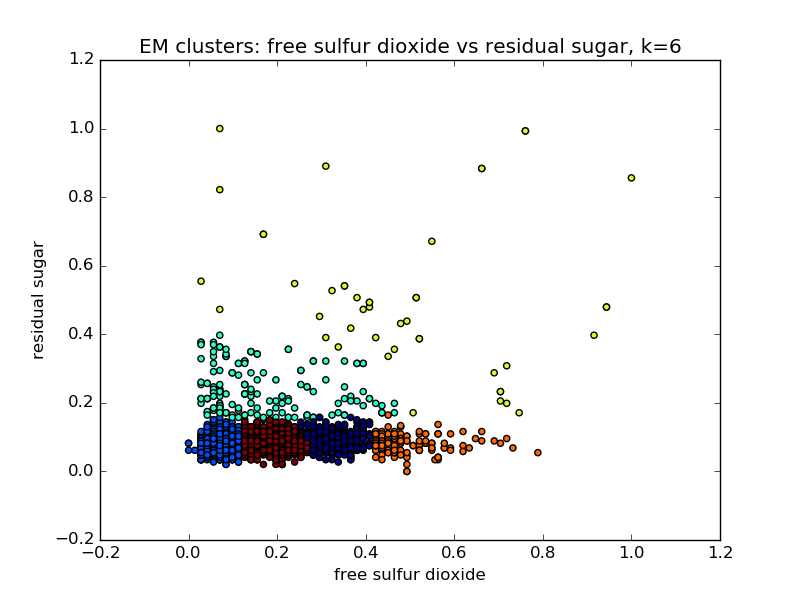 EM clusters: free sulfur dioxide vs residual sugar, k=6
1.2
1.0
0.8
0.6
0.4
0.2
0.0
−0.2
residual sugar
−0.2 0.0 0.2 0.4 0.6 0.8 1.0 1.2
free sulfur dioxide